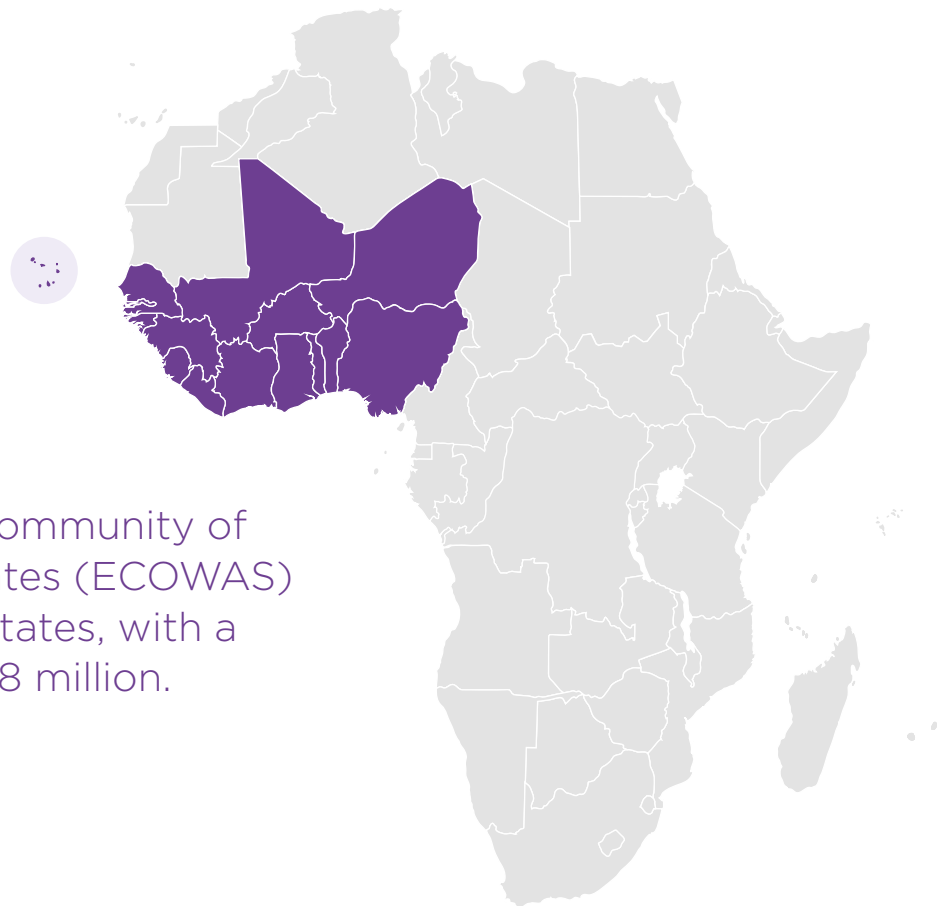 ommunity of
tes (ECOWAS)
tates, with a
8 million.